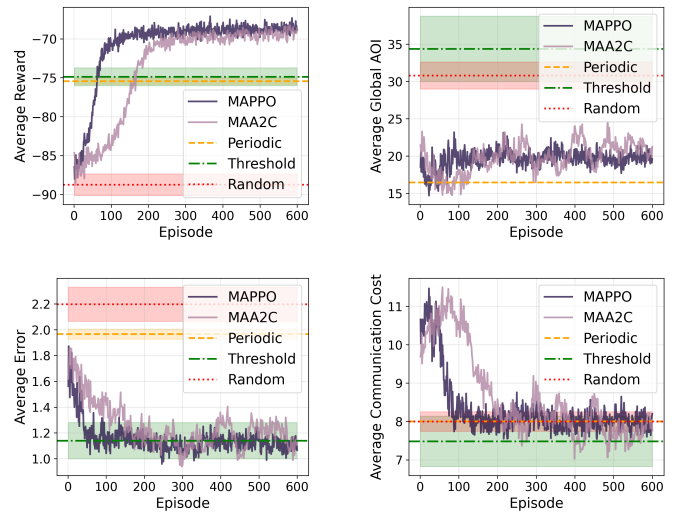 Average Reward
−70
−75
−80
−85
−90
0 100 200 300 400 500 600
Episode
MAPPO
MAA2C
Periodic
Threshold
Random
Average Global AOI
35
30
25
20
15
0 100 200 300 400 500 600
Episode
MAPPO
MAA2C
Periodic
Threshold
Random
Average Error
2.2
2.0
1.8
1.6
1.4
1.2
1.0
0 100 200 300 400 500 600
Episode
MAPPO
MAA2C
Periodic
Threshold
Random
Average Communication Cost
11
10
9
8
7
0 100 200 300 400 500 600
Episode
MAPPO
MAA2C
Periodic
Threshold
Random